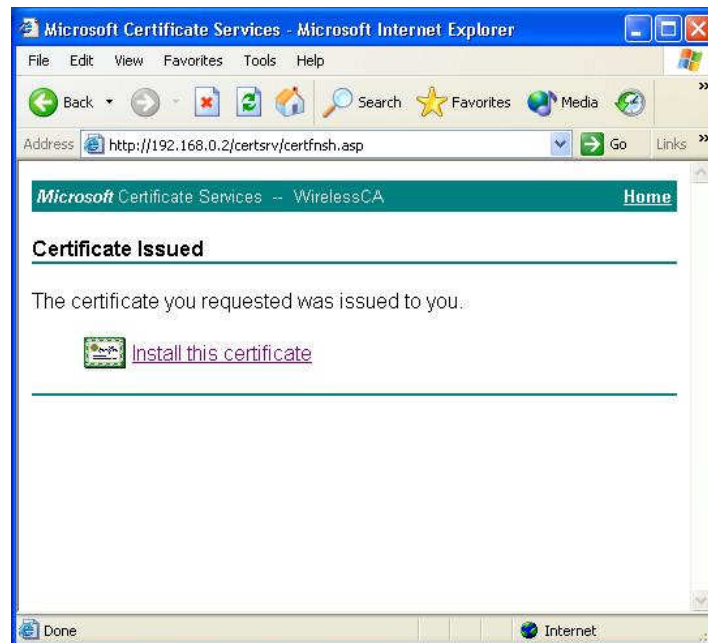 Microsoft Certificate Services - Microsoft Internet Explorer
File Edit View Favorites Tools Help
Back Search Favorites Media »
Address http://192.168.0.2/certsrv/certfnsh.asp Go Links »
Microsoft Certificate Services -- WirelessCA Home
Certificate Issued
The certificate you requested was issued to you.
Install this certificate
Done Internet